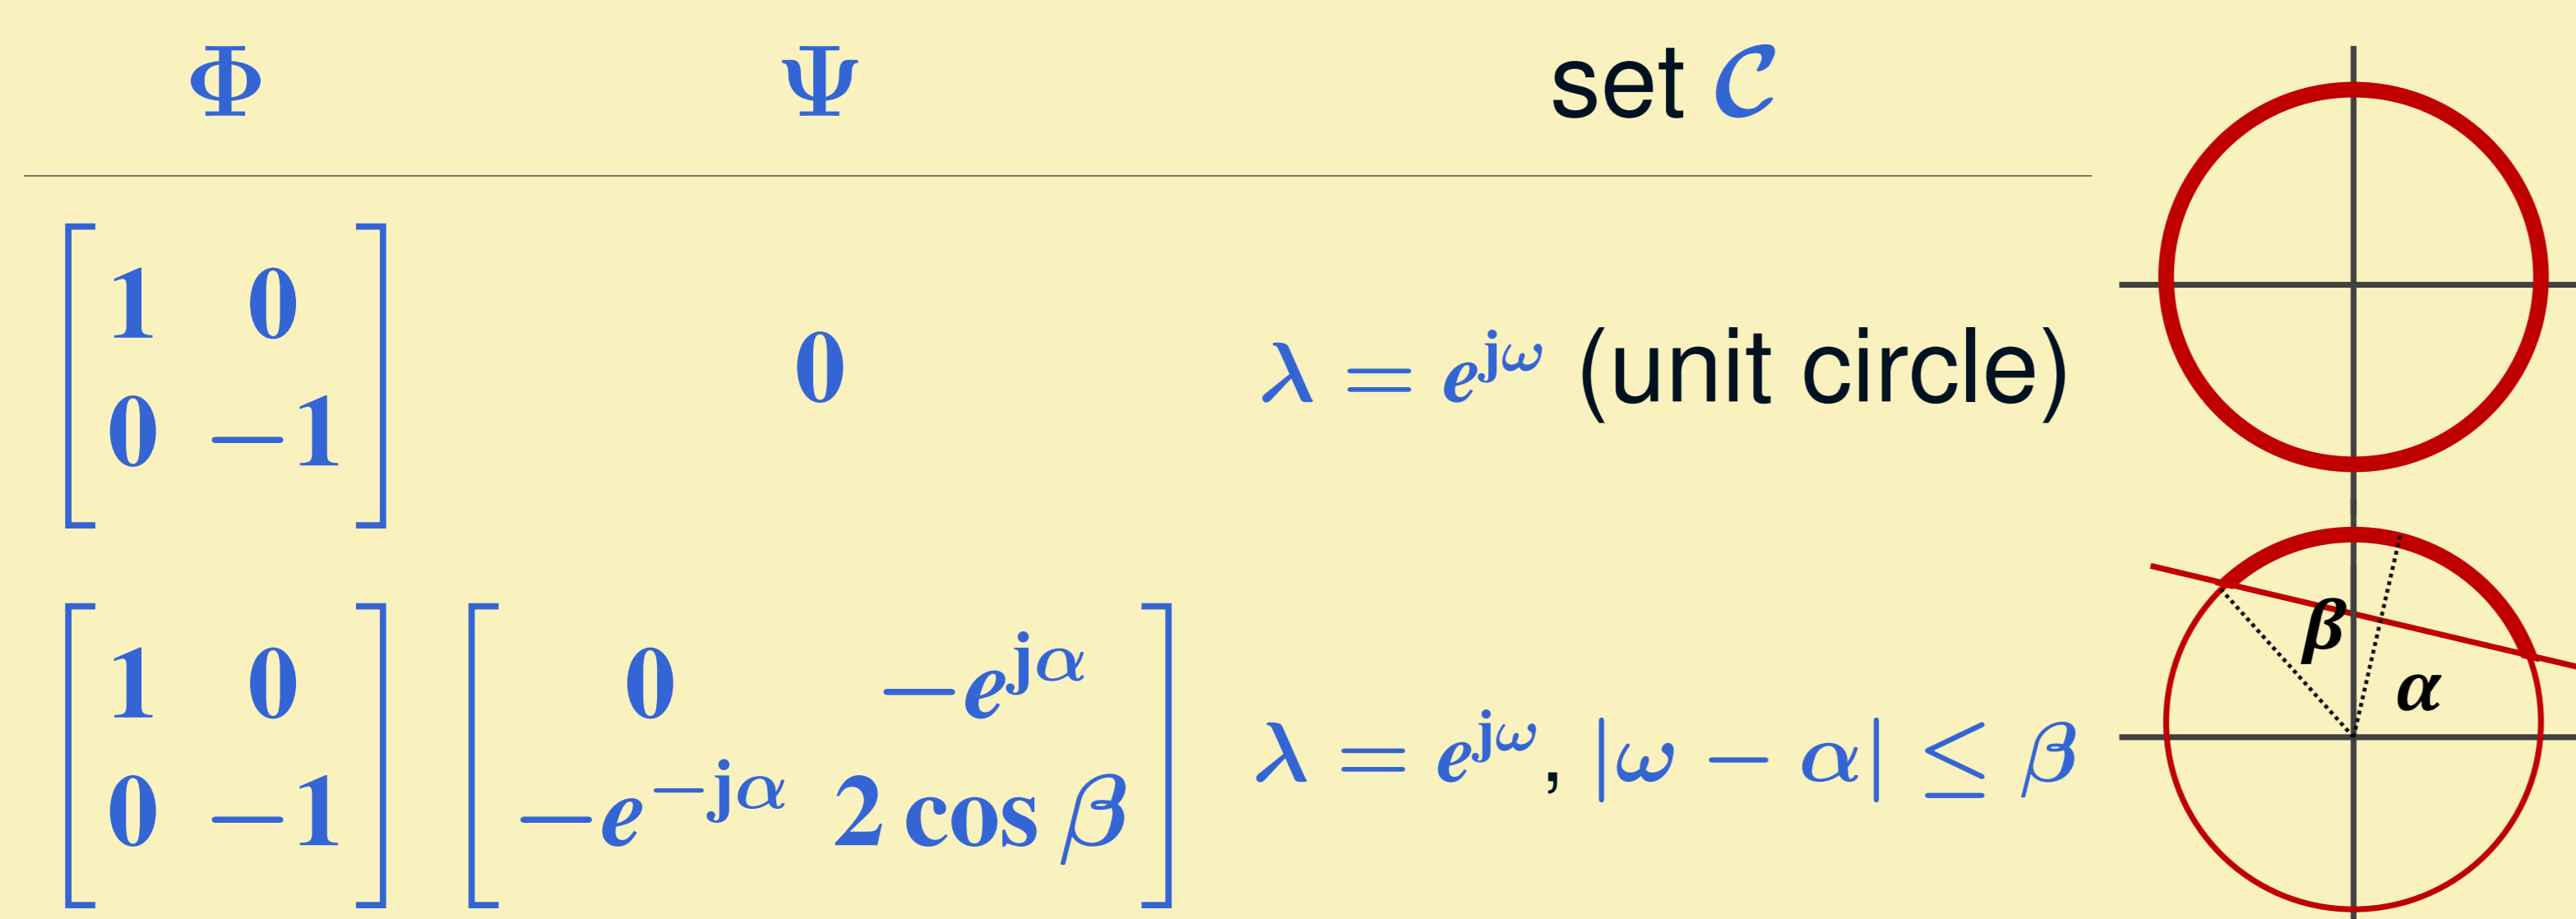 Φ Ψ set 𝒞
[1 0; 0 −1] 0 λ = e^{jω} (unit circle)
[1 0; 0 −1] [0 −e^{jα}; −e^{−jα} 2 cos β] λ = e^{jω}, |ω − α| ≤ β
β
α